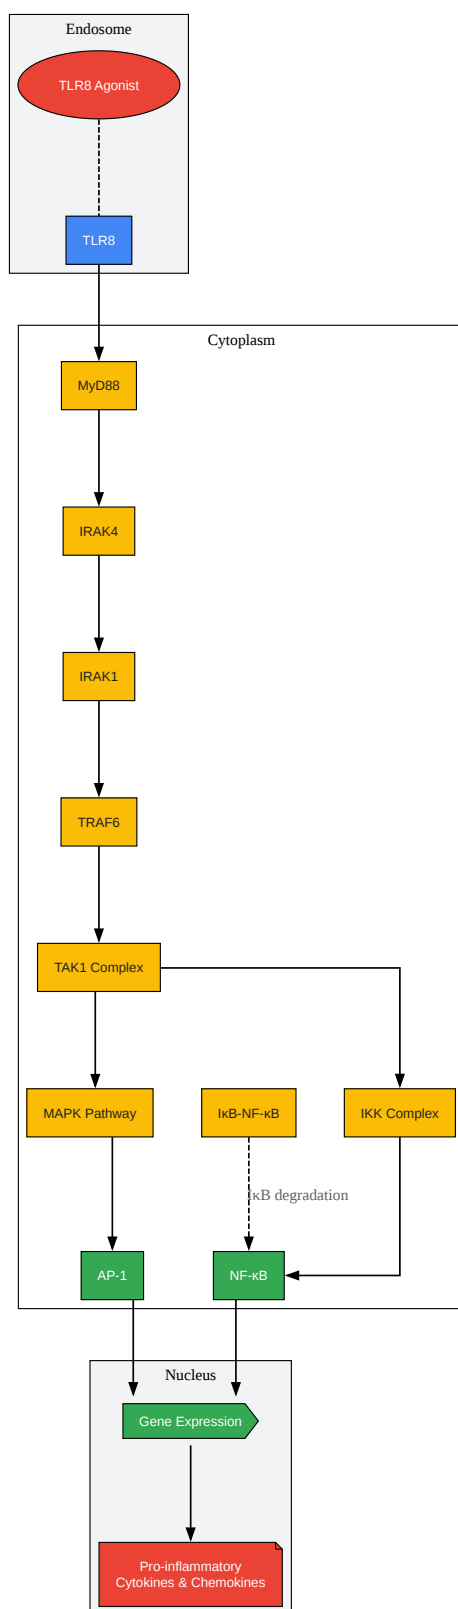 Endosome
TLR8 Agonist
TLR8
Cytoplasm
MyD88
IRAK4
IRAK1
TRAF6
TAK1 Complex
MAPK Pathway
IκB-NF-κB
IKK Complex
IκB degradation
AP-1
NF-κB
Nucleus
Gene Expression
Pro-inflammatory
Cytokines & Chemokines